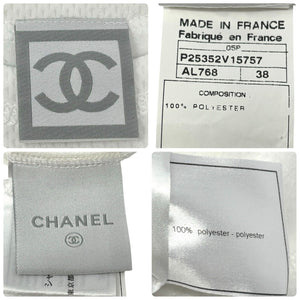 MADE IN FRANCE
Fabriqué en France
05P
P25352V15757
AL768 38
COMPOSITION
100% POLYESTER
CHANEL
100% polyester - polyester